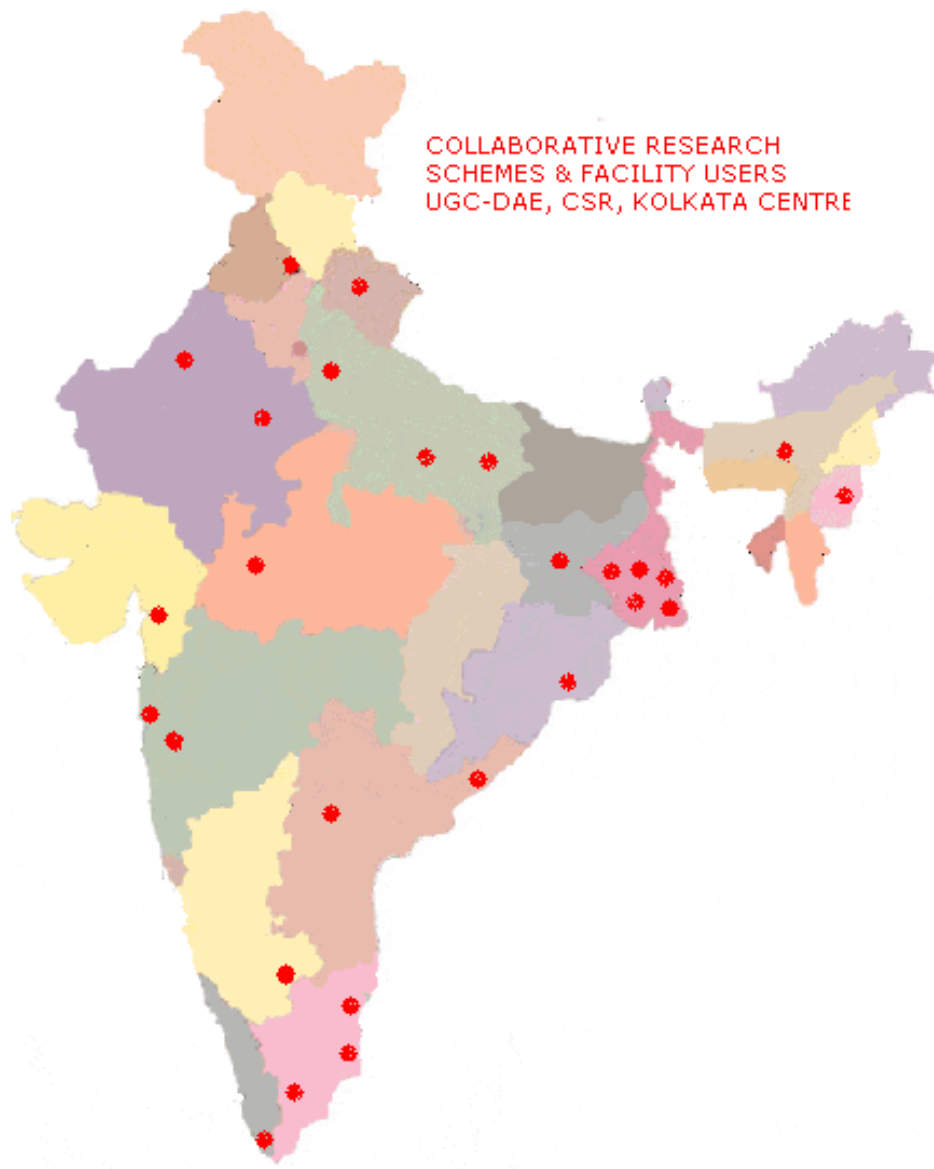 COLLABORATIVE RESEARCH
SCHEMES & FACILITY USERS
UGC-DAE, CSR, KOLKATA CENTRE